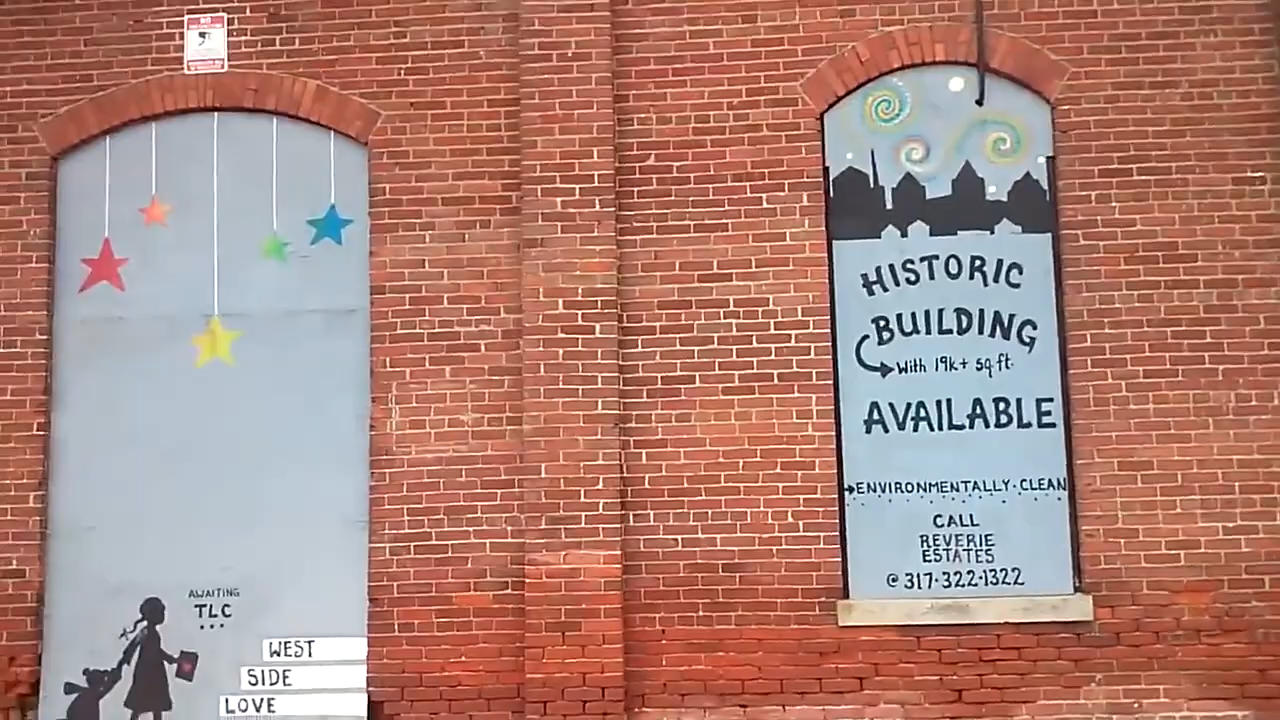 NO
AWAITING
TLC
...
WEST
SIDE
LOVE
HISTORIC
BUILDING
With 19k+ sq.ft.
AVAILABLE
ENVIRONMENTALLY·CLEAN
CALL
REVERIE
ESTATES
@ 317·322·1322